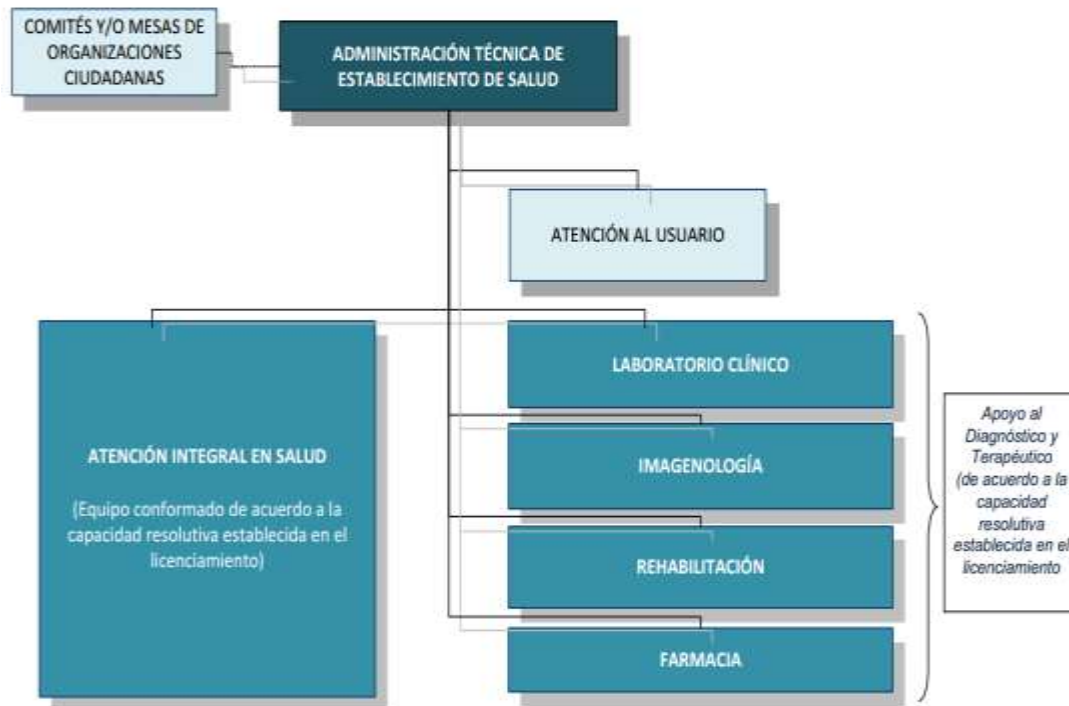 COMITÉS Y/O MESAS DE
ORGANIZACIONES
CIUDADANAS
ADMINISTRACIÓN TÉCNICA DE
ESTABLECIMIENTO DE SALUD
ATENCIÓN AL USUARIO
ATENCIÓN INTEGRAL EN SALUD
(Equipo conformado de acuerdo a la
capacidad resolutiva establecida en el
licenciamiento)
LABORATORIO CLÍNICO
IMAGENOLOGÍA
REHABILITACIÓN
FARMACIA
Apoyo al
Diagnóstico y
Terapéutico
(de acuerdo a la
capacidad
resolutiva
establecida en el
licenciamiento